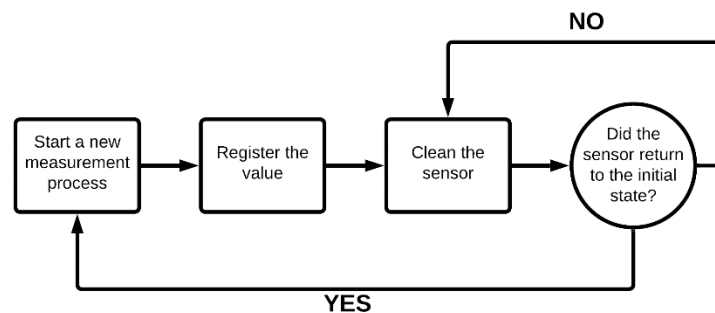 NO
Start a new
measurement
process
Register the
value
Clean the
sensor
Did the
sensor return
to the initial
state?
YES